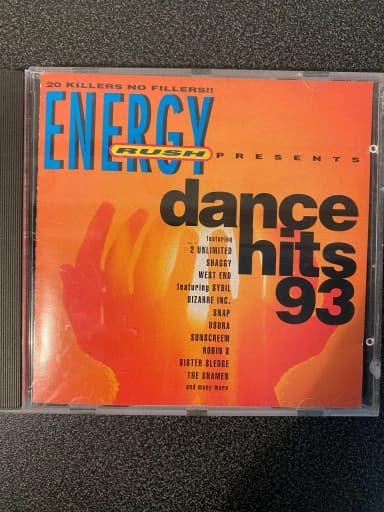 20 KILLERS NO FILLERS!!
ENERGY
RUSH
PRESENTS
dance
hits
93
featuring
2 UNLIMITED
SHAGGY
WEST END
featuring SYBIL
BIZARRE INC.
SNAP
USURA
SUNSCREEM
ROBIN S
SISTER SLEDGE
THE SHAMEN
and many more